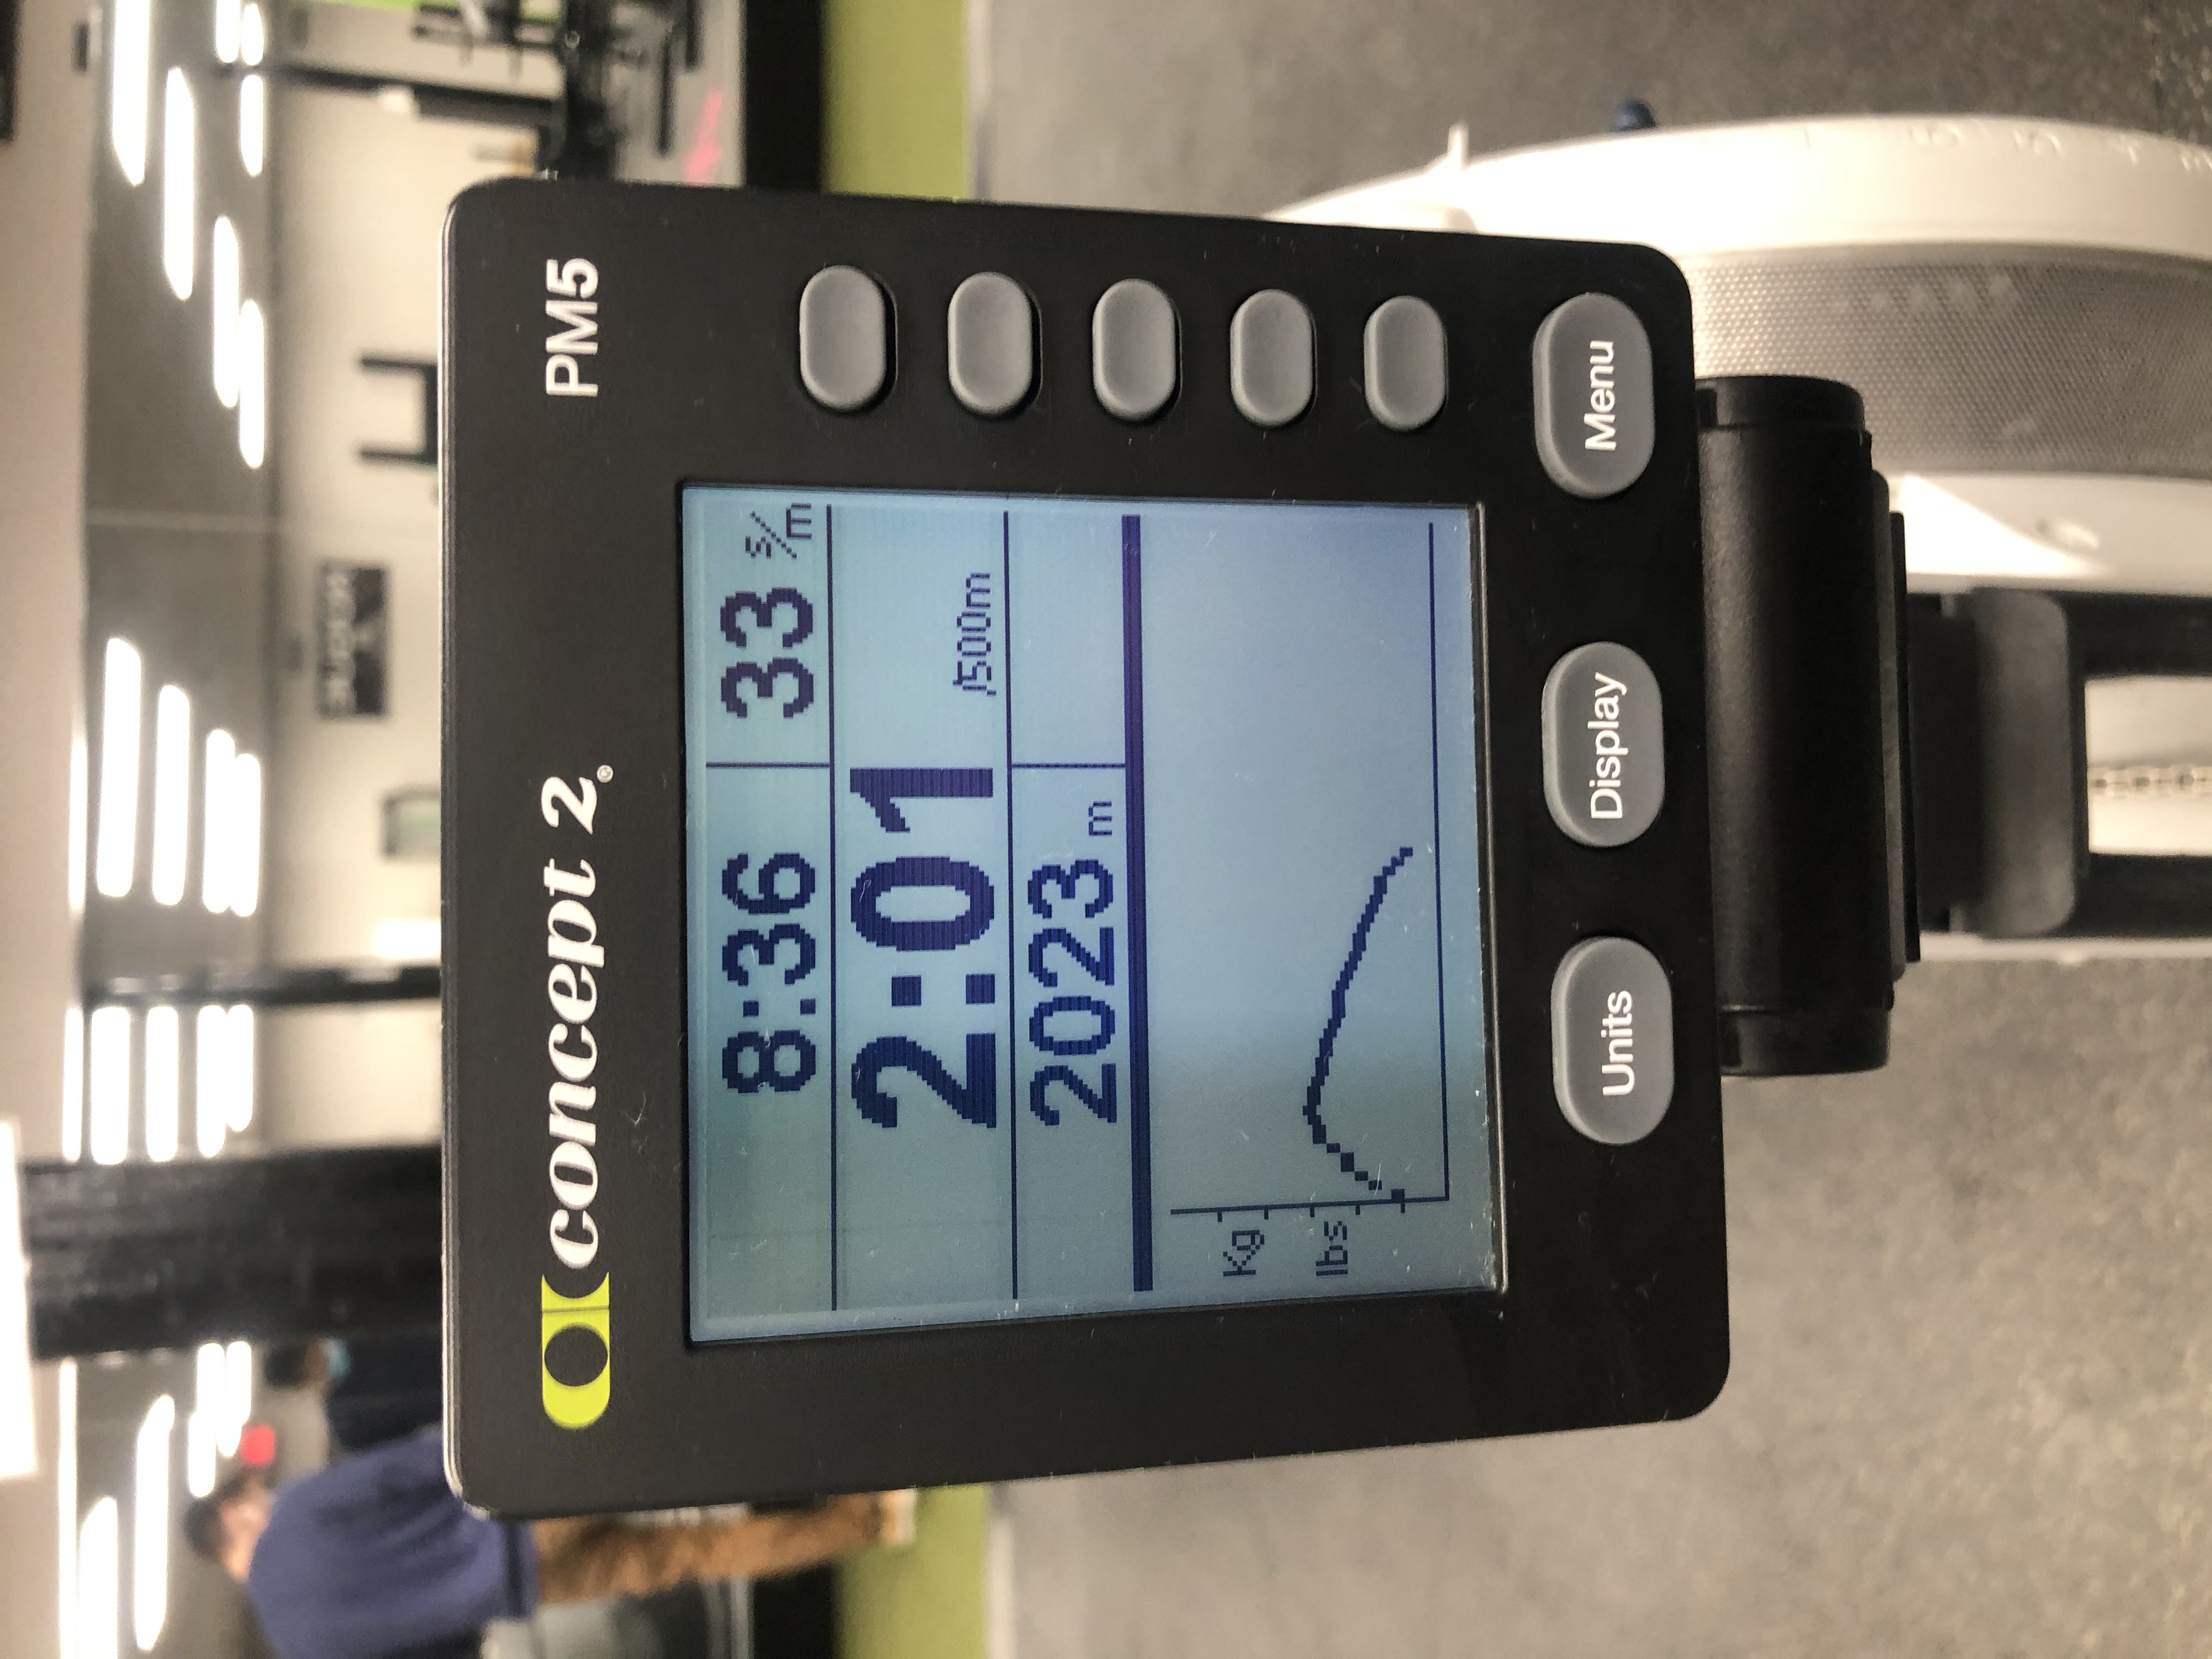 concept 2®
PM5
8:36
33 s/m
2:01 /500m
2023 m
Kg
lbs
Units
Display
Menu